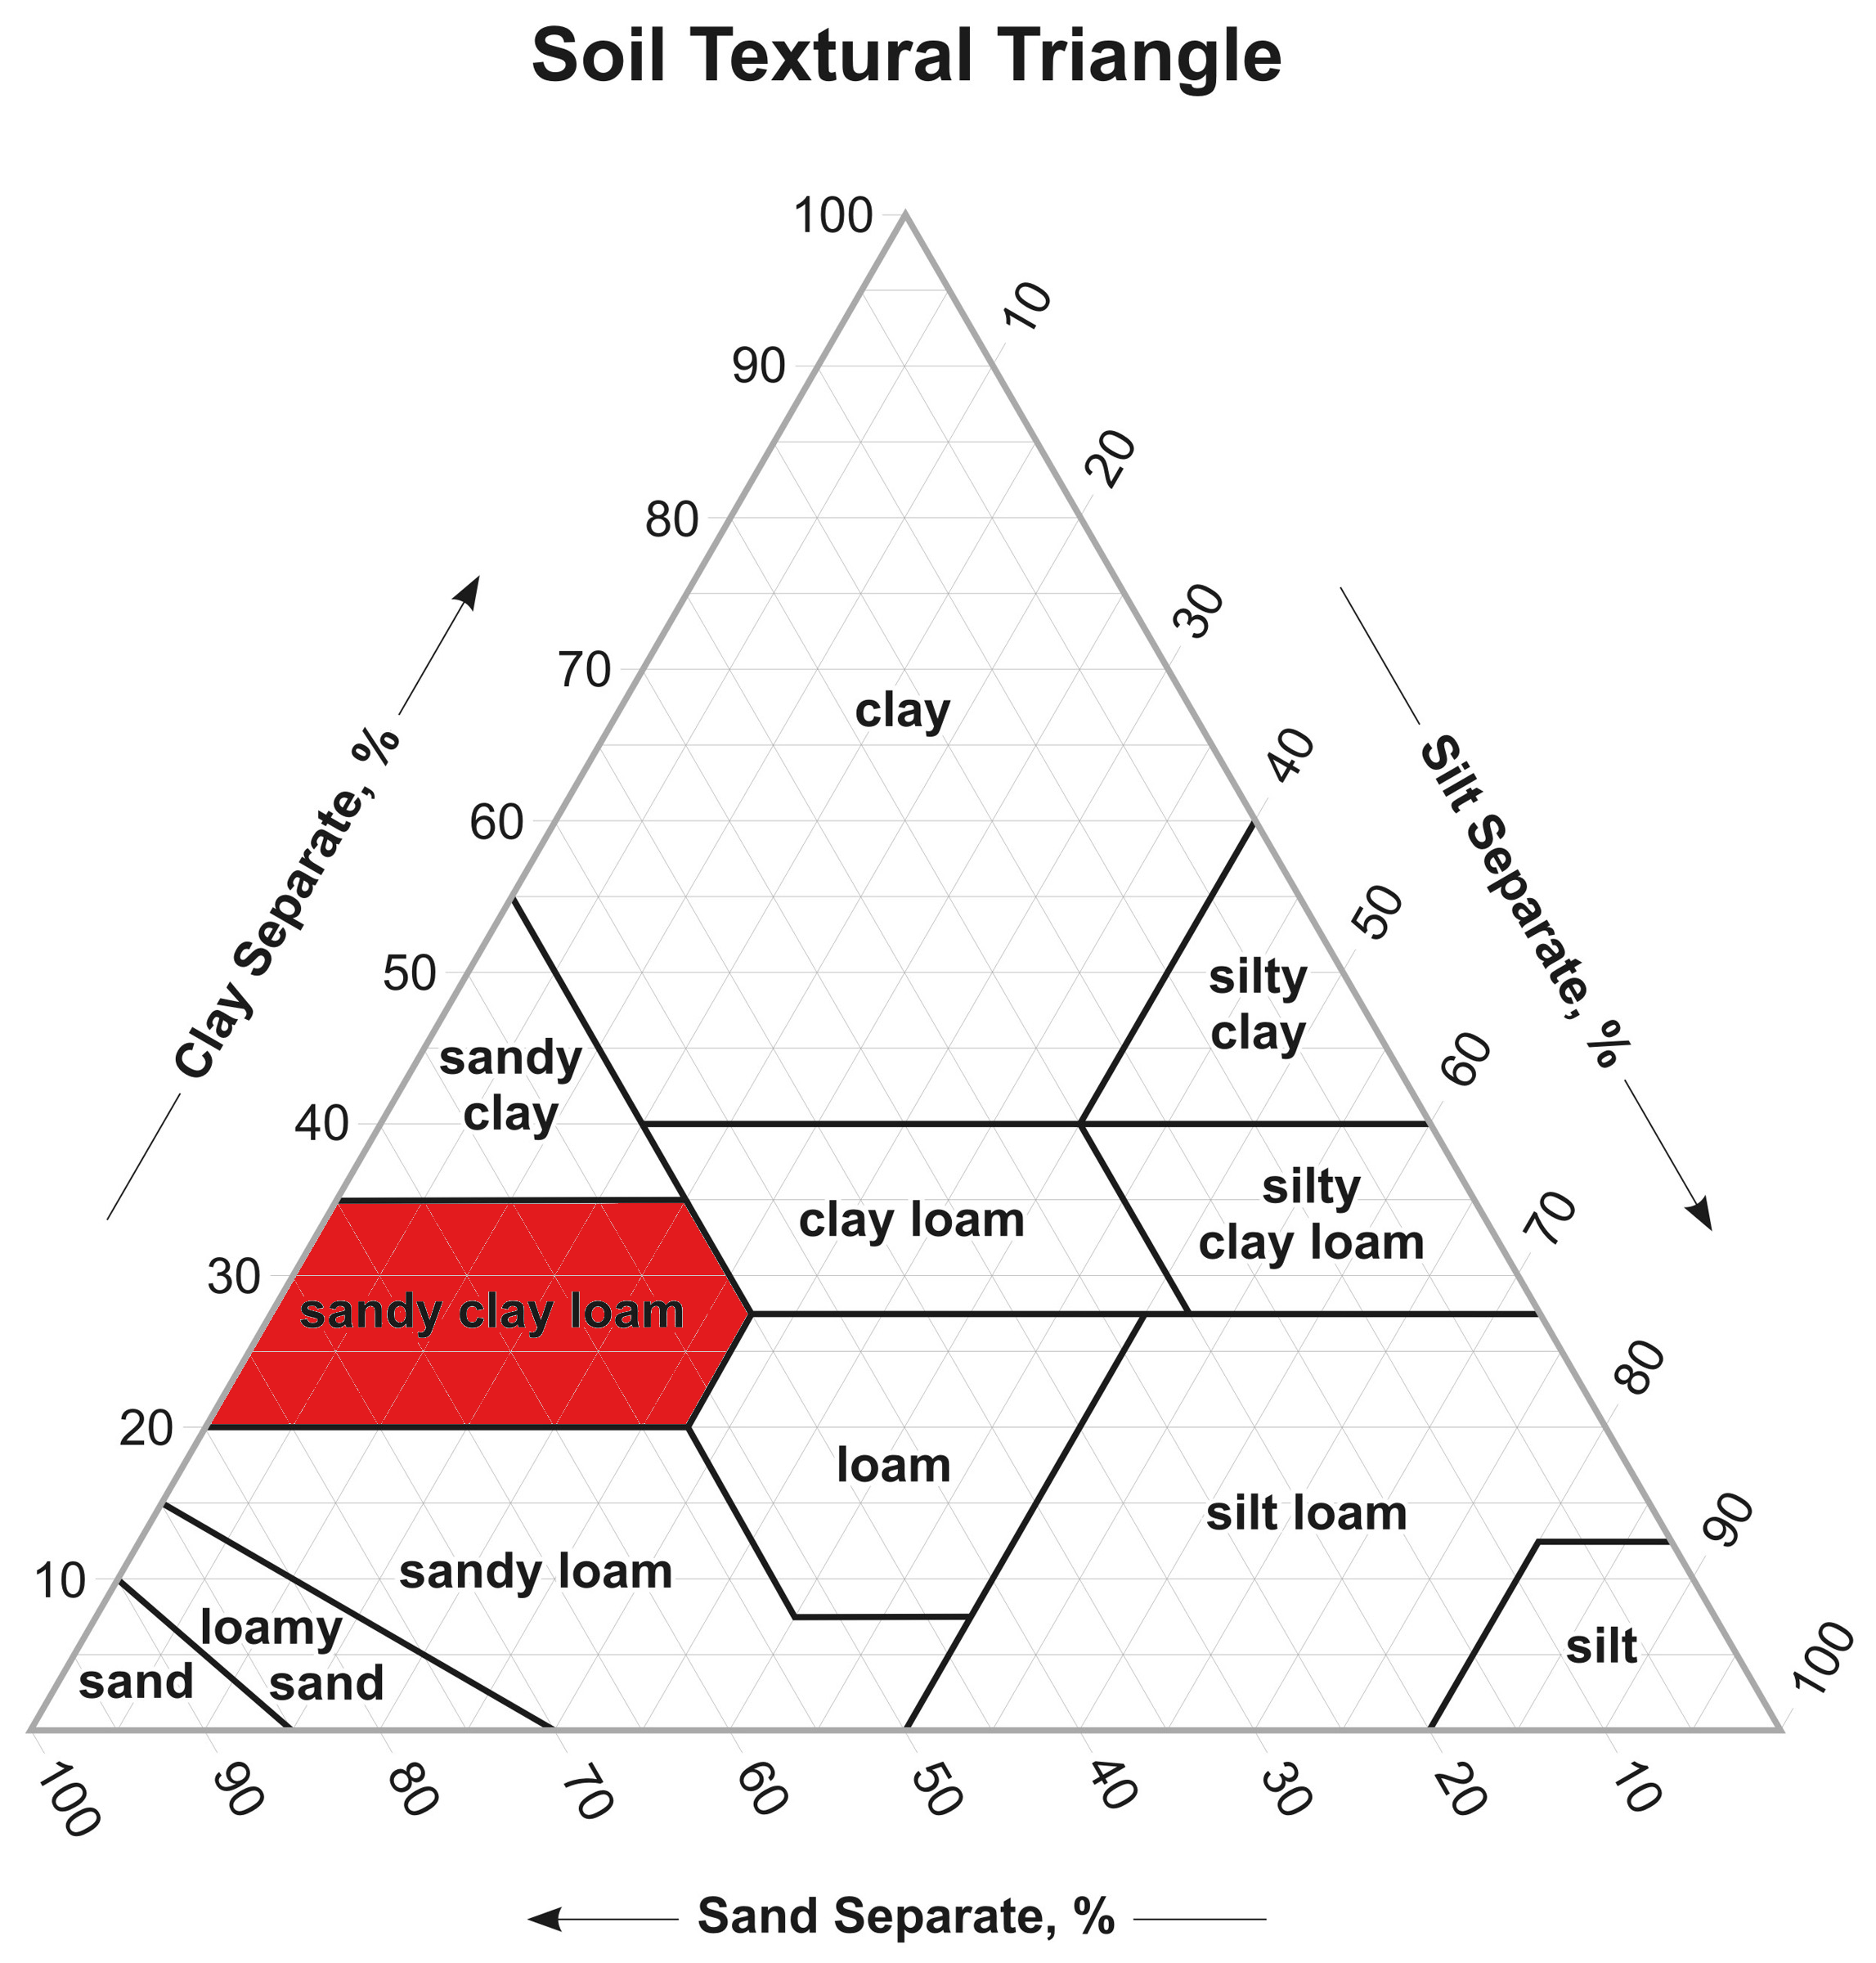 Soil Textural Triangle
100
90
80
70
60
50
40
30
20
10
Clay Separate, %
10
20
30
40
50
60
70
80
90
100
Silt Separate, %
clay
silty
clay
sandy
clay
clay loam
silty
clay loam
sandy clay loam
loam
silt loam
sandy loam
loamy
sand
sand
silt
100
90
80
70
60
50
40
30
20
10
Sand Separate, %